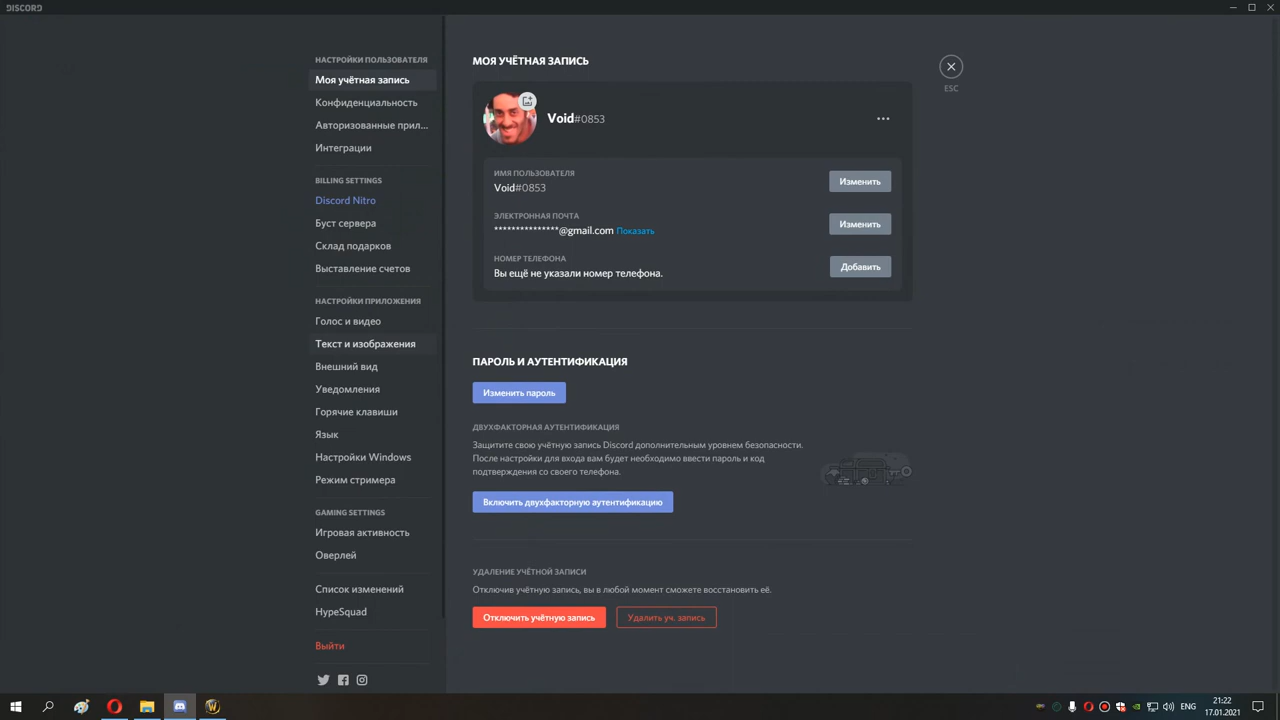 DISCORD
НАСТРОЙКИ ПОЛЬЗОВАТЕЛЯ
Моя учётная запись
Конфиденциальность
Авторизованные прил...
Интеграции
BILLING SETTINGS
Discord Nitro
Буст сервера
Склад подарков
Выставление счетов
НАСТРОЙКИ ПРИЛОЖЕНИЯ
Голос и видео
Текст и изображения
Внешний вид
Уведомления
Горячие клавиши
Язык
Настройки Windows
Режим стримера
GAMING SETTINGS
Игровая активность
Оверлей
Список изменений
HypeSquad
Выйти
МОЯ УЧЁТНАЯ ЗАПИСЬ
ESC
Void#0853
ИМЯ ПОЛЬЗОВАТЕЛЯ
Void#0853
Изменить
ЭЛЕКТРОННАЯ ПОЧТА
***************@gmail.com Показать
Изменить
НОМЕР ТЕЛЕФОНА
Вы ещё не указали номер телефона.
Добавить
ПАРОЛЬ И АУТЕНТИФИКАЦИЯ
Изменить пароль
ДВУХФАКТОРНАЯ АУТЕНТИФИКАЦИЯ
Защитите свою учётную запись Discord дополнительным уровнем безопасности.
После настройки для входа вам будет необходимо ввести пароль и код
подтверждения со своего телефона.
Включить двухфакторную аутентификацию
УДАЛЕНИЕ УЧЁТНОЙ ЗАПИСИ
Отключив учётную запись, вы в любой момент сможете восстановить её.
Отключить учётную запись
Удалить уч. запись
ENG
21:22
17.01.2021